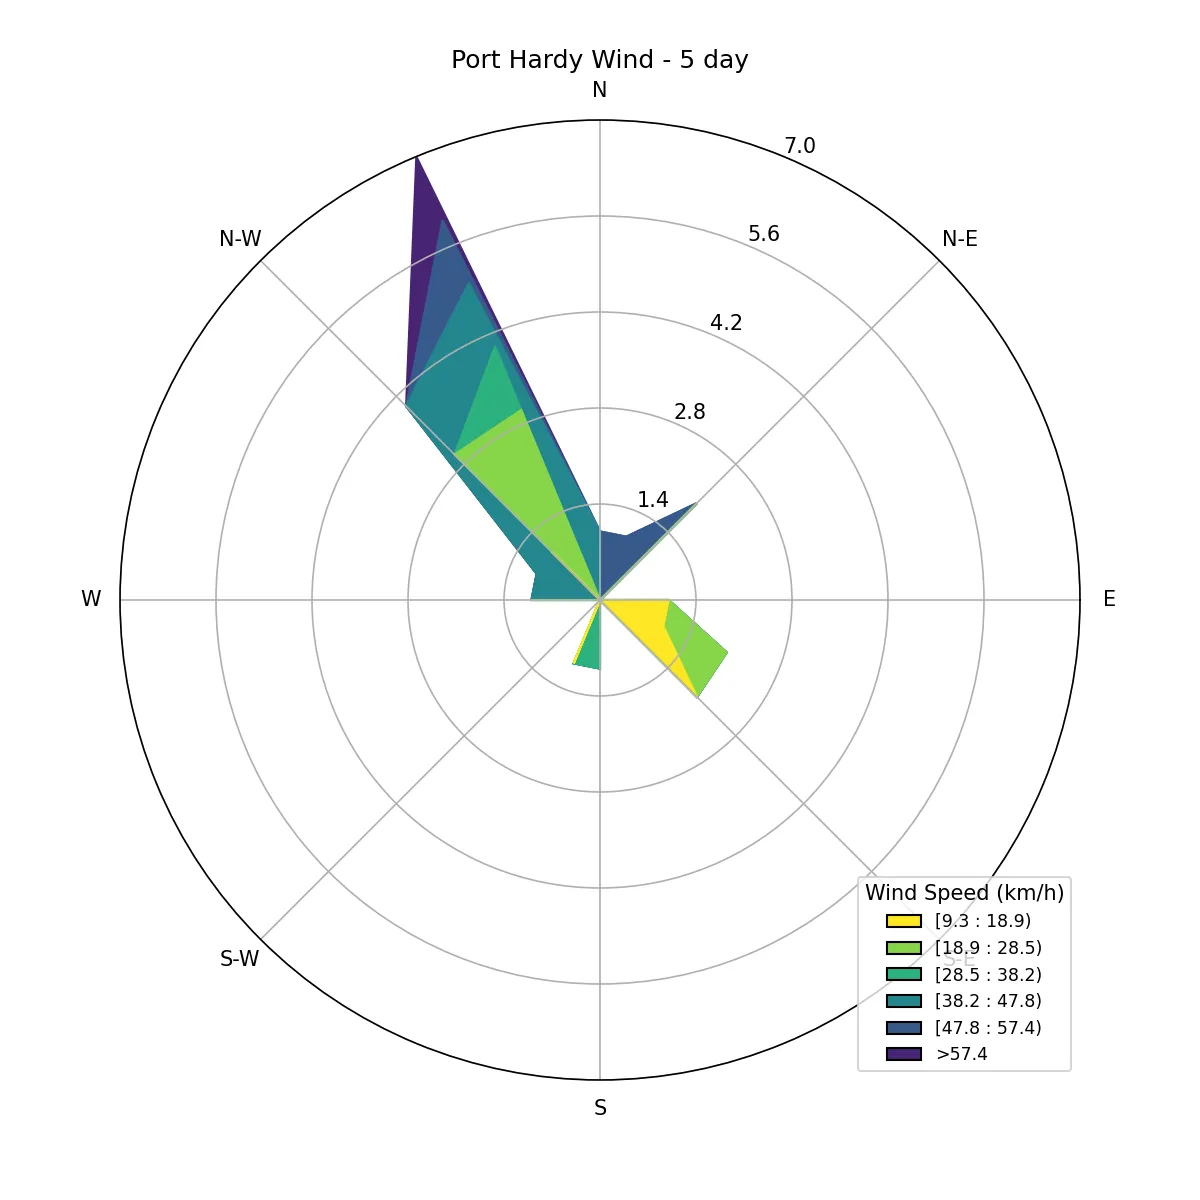 Port Hardy Wind - 5 day
N
7.0
N-W
5.6
N-E
4.2
2.8
1.4
W
E
Wind Speed (km/h)
[9.3 : 18.9)
[18.9 : 28.5)
S-W
S-E
[28.5 : 38.2)
[38.2 : 47.8)
[47.8 : 57.4)
>57.4
S